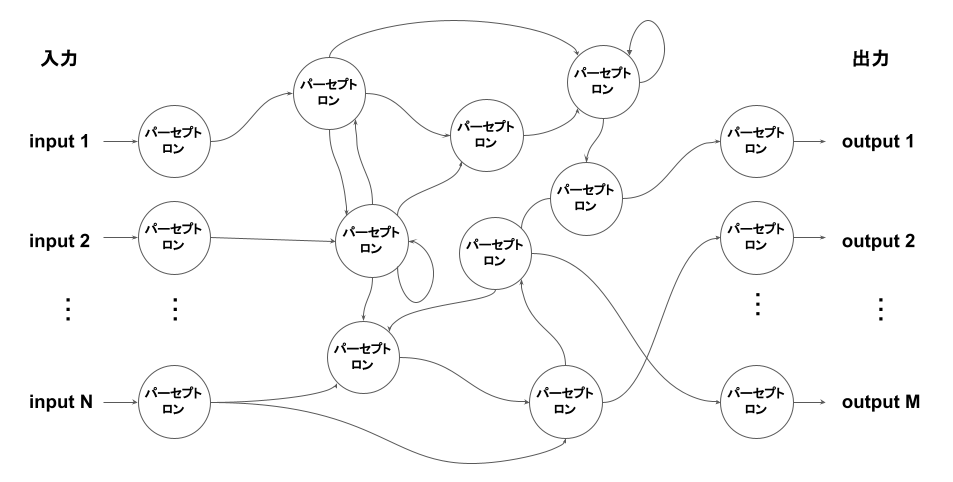 入力
出力
パーセプト
ロン
パーセプト
ロン
パーセプト
ロン
input 1
パーセプト
ロン
パーセプト
ロン
output 1
パーセプト
ロン
input 2
パーセプト
ロン
パーセプト
ロン
パーセプト
ロン
パーセプト
ロン
output 2
⋮
⋮
⋮
⋮
パーセプト
ロン
input N
パーセプト
ロン
パーセプト
ロン
パーセプト
ロン
output M